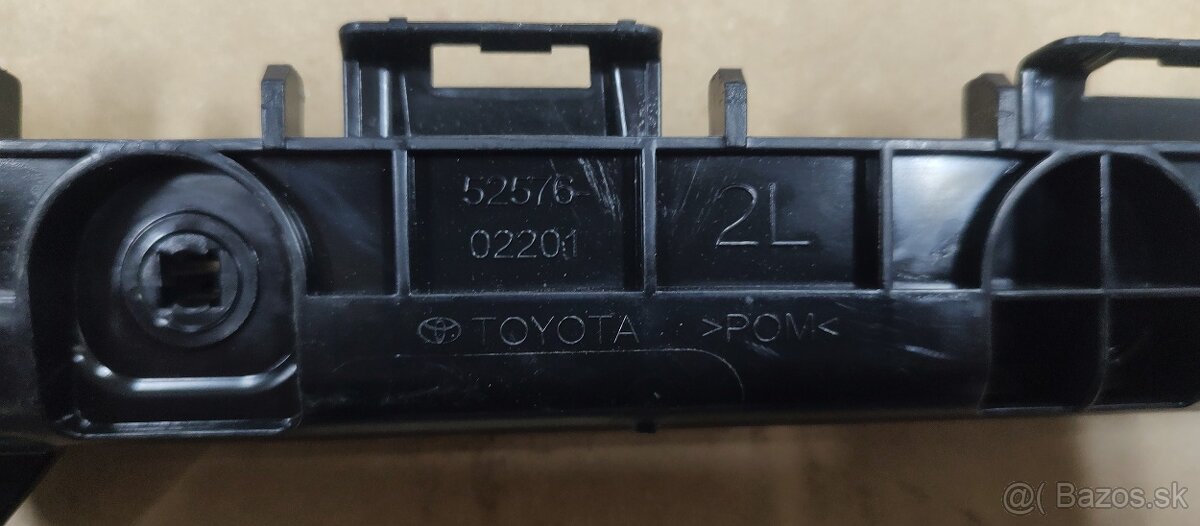 52576-
02201
2L
TOYOTA >POM<
@( Bazos.sk